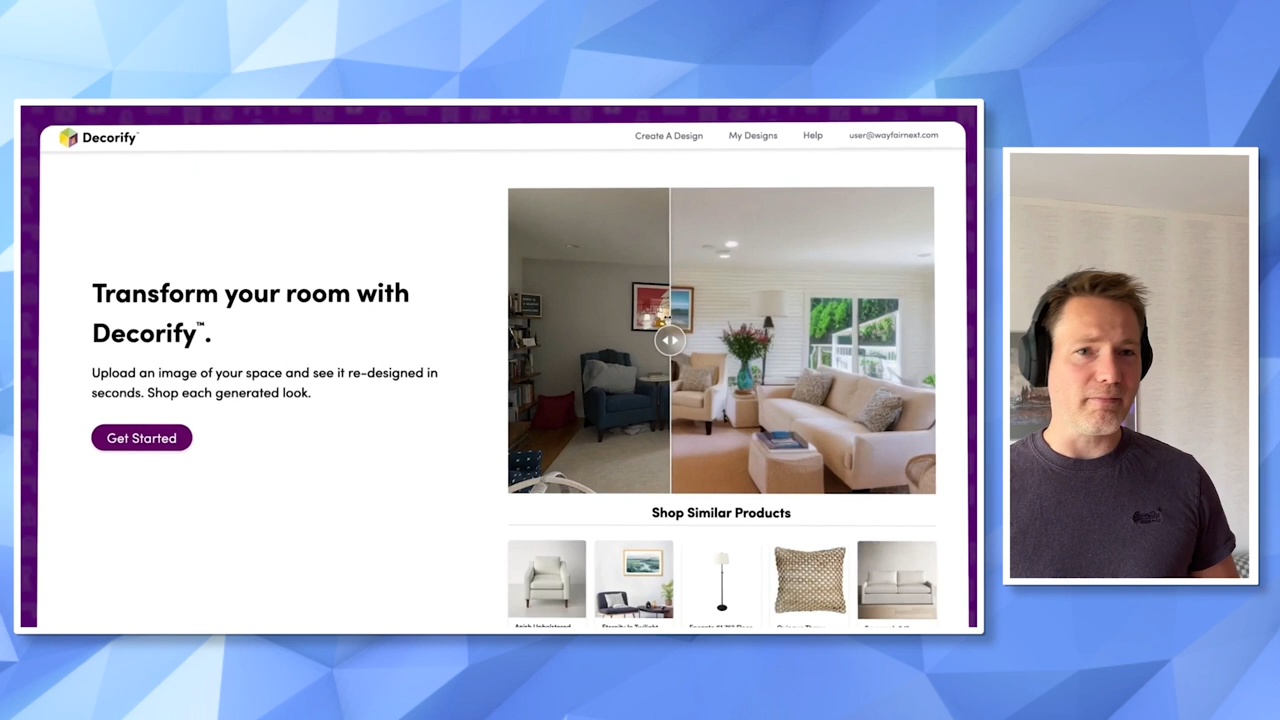 Decorify™
Create A Design
My Designs
Help
user@wayfairnext.com
Transform your room with
Decorify™.
Upload an image of your space and see it re-designed in
seconds. Shop each generated look.
Get Started
Shop Similar Products